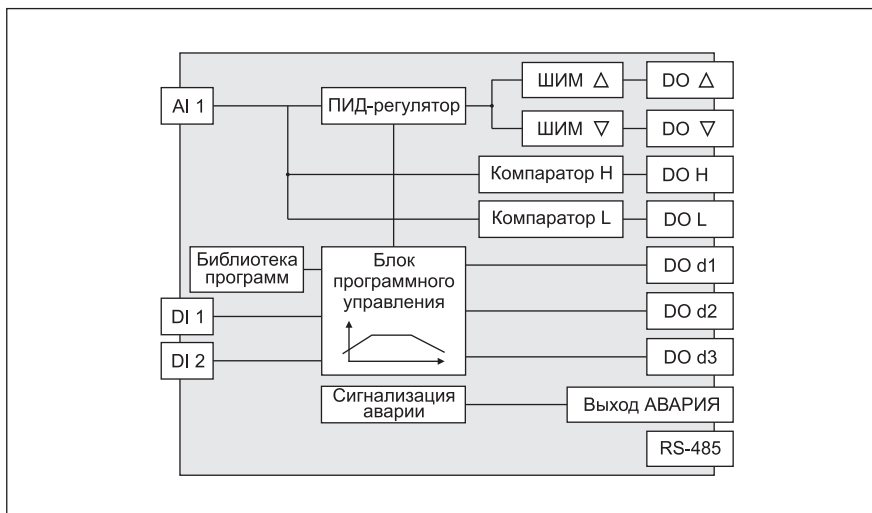 ШИМ △
DO △
AI 1
ПИД-регулятор
ШИМ ▽
DO ▽
Компаратор H
DO H
Компаратор L
DO L
Библиотека
программ
Блок
программного
управления
DO d1
DI 1
DO d2
DI 2
DO d3
Сигнализация
аварии
Выход АВАРИЯ
RS-485